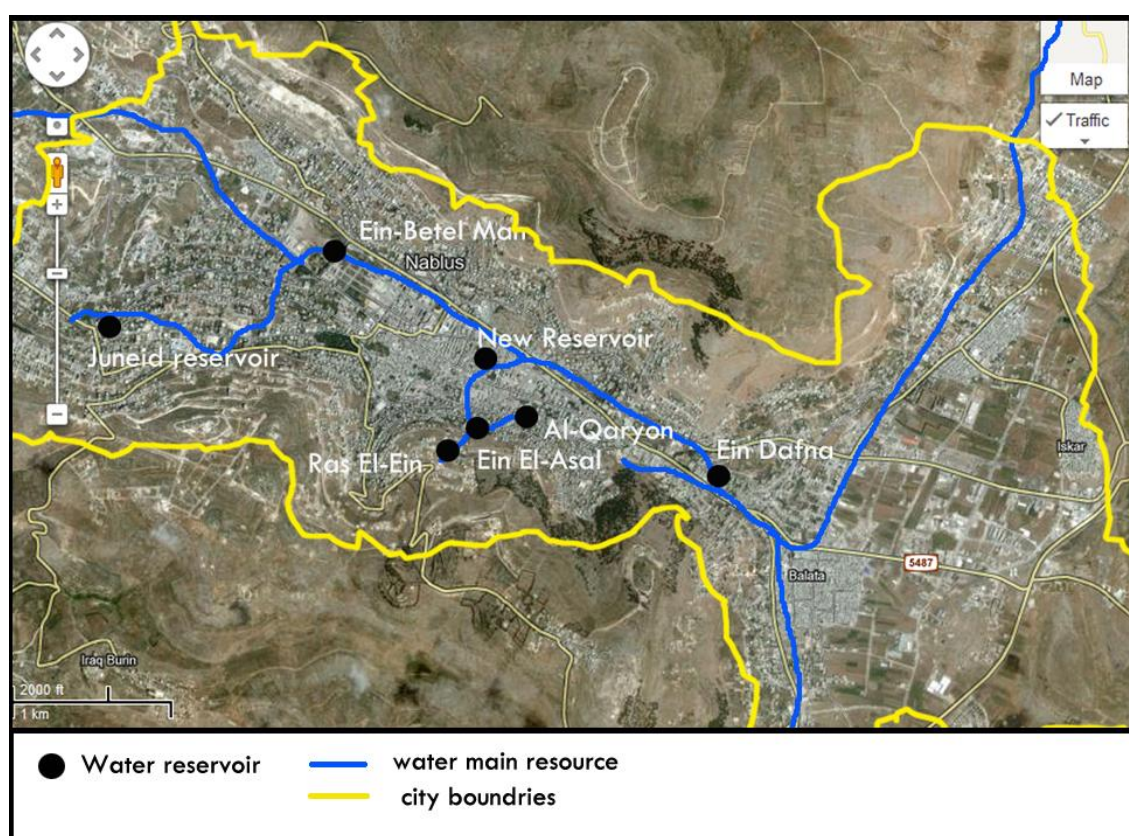 Map
Traffic
Ein-Betel Man
Nablus
New Reservoir
Juneid reservoir
Al-Qaryon
Ras El-Ein
Ein El-Asal
Ein Dafna
Iskar
5487
Balata
Iraq Burin
2000 ft
1 km
Water reservoir
water main resource
city boundries